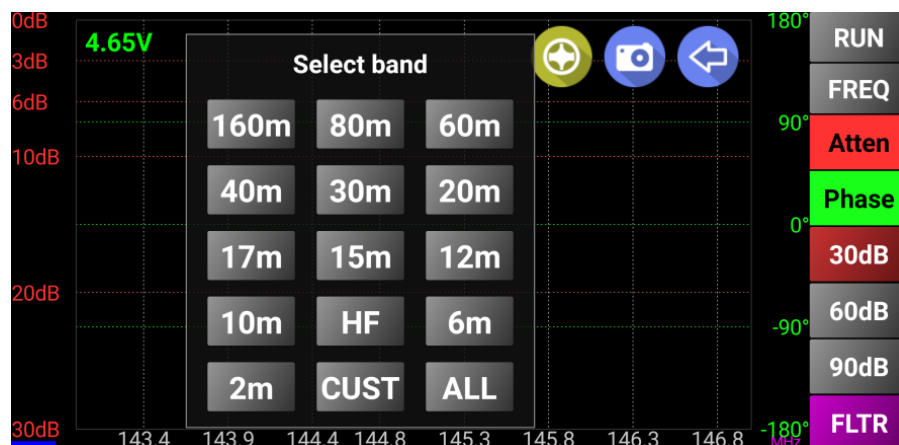 0dB
180°
RUN
4.65V
3dB
Select band
FREQ
6dB
160m 80m 60m
90°
Atten
10dB
40m 30m 20m
Phase
0°
17m 15m 12m
30dB
20dB
10m HF 6m
-90°
60dB
90dB
2m CUST ALL
30dB
-180°
FLTR
143.4 143.9 144.4 144.8 145.3 145.8 146.3 146.8 MHz